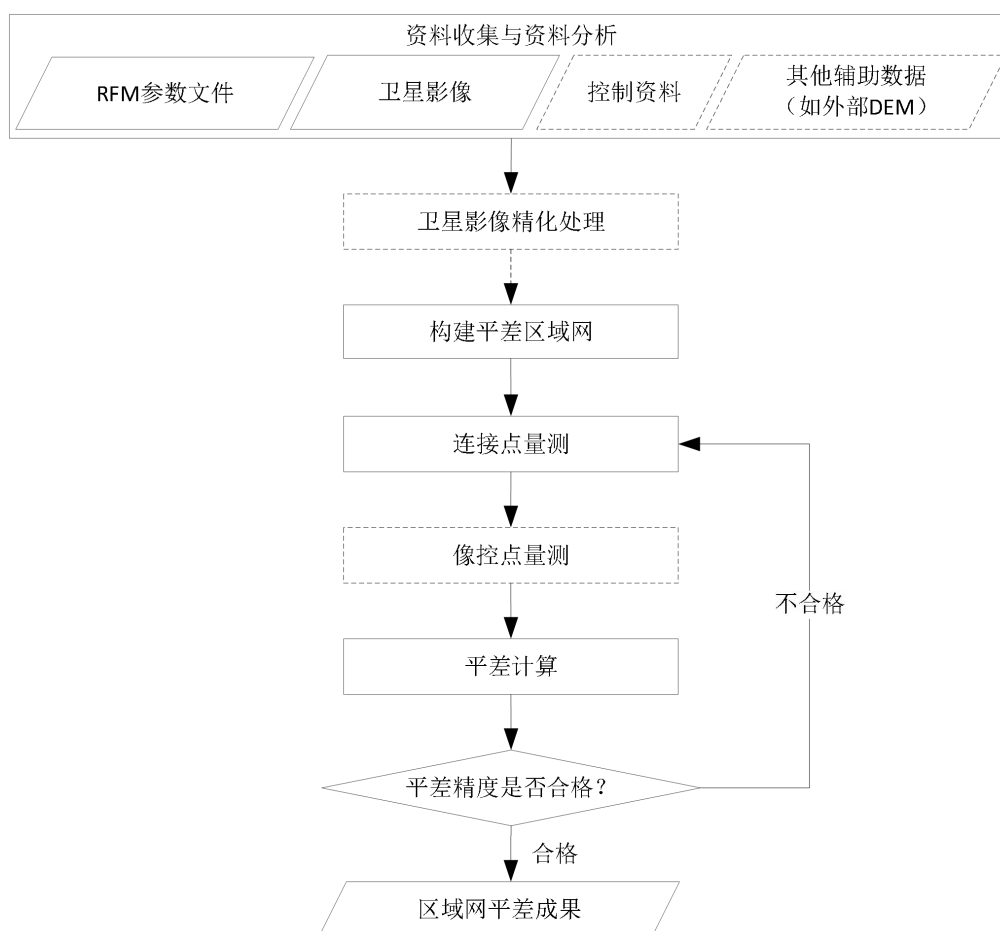 资料收集与资料分析
RFM参数文件
卫星影像
控制资料
其他辅助数据
（如外部DEM）
卫星影像精化处理
构建平差区域网
连接点量测
像控点量测
不合格
平差计算
平差精度是否合格？
合格
区域网平差成果